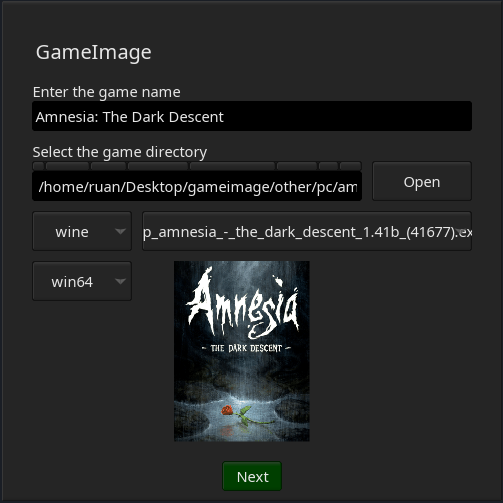 GameImage
Enter the game name
Amnesia: The Dark Descent
Select the game directory
/home/ruan/Desktop/gameimage/other/pc/am
Open
wine
p_amnesia_-_the_dark_descent_1.41b_(41677).ex
win64
Amnesia
- THE DARK DESCENT -
Next